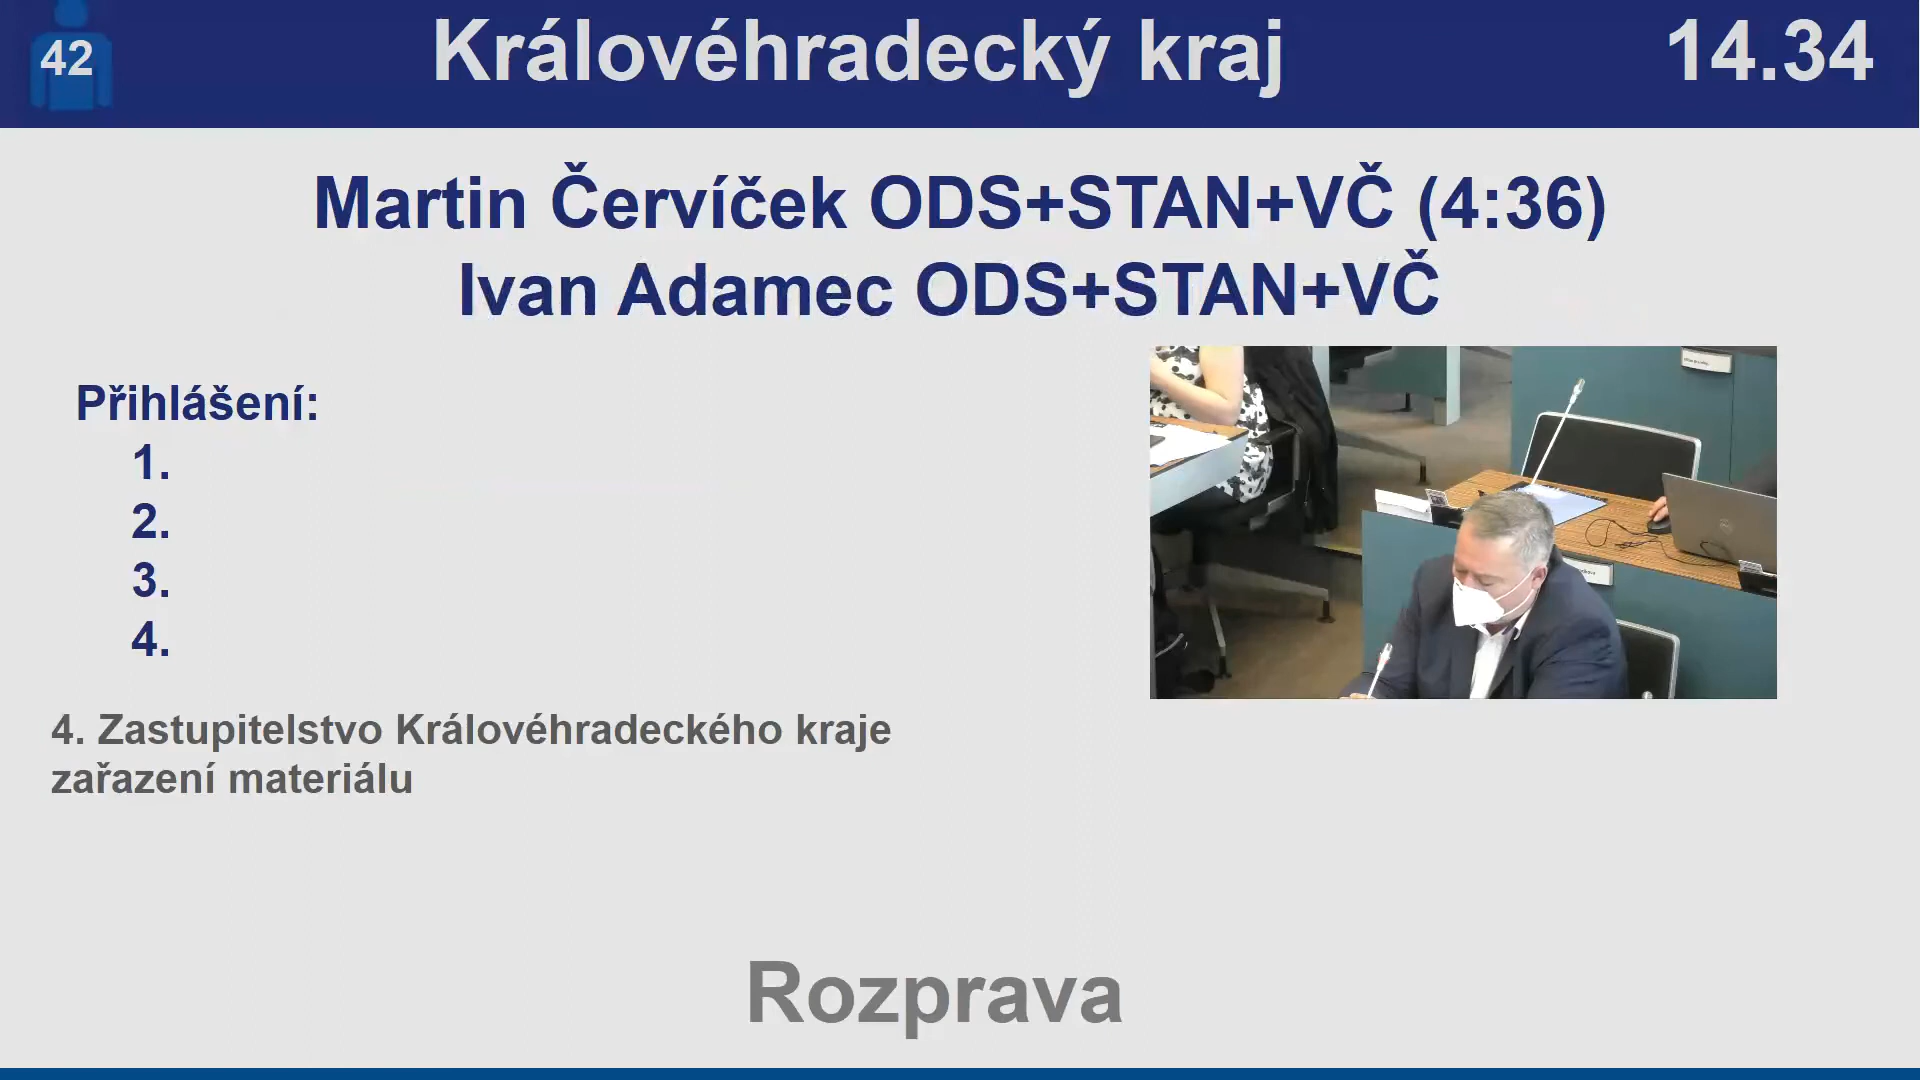 42
Královéhradecký kraj
14.34
Martin Červíček ODS+STAN+VČ (4:36)
Ivan Adamec ODS+STAN+VČ
Přihlášení:
1.
2.
3.
4.
4. Zastupitelstvo Královéhradeckého kraje
zařazení materiálu
Rozprava